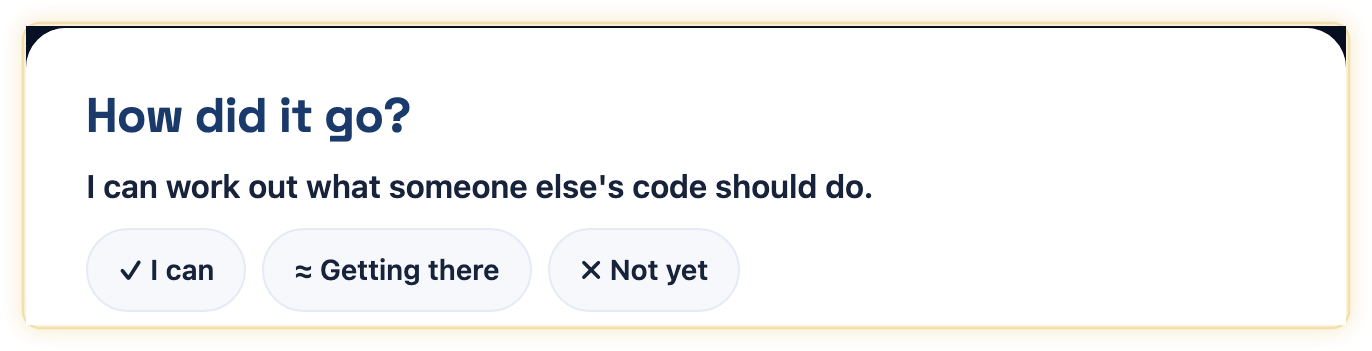 How did it go?
I can work out what someone else's code should do.
✓ I can ≈ Getting there ✕ Not yet